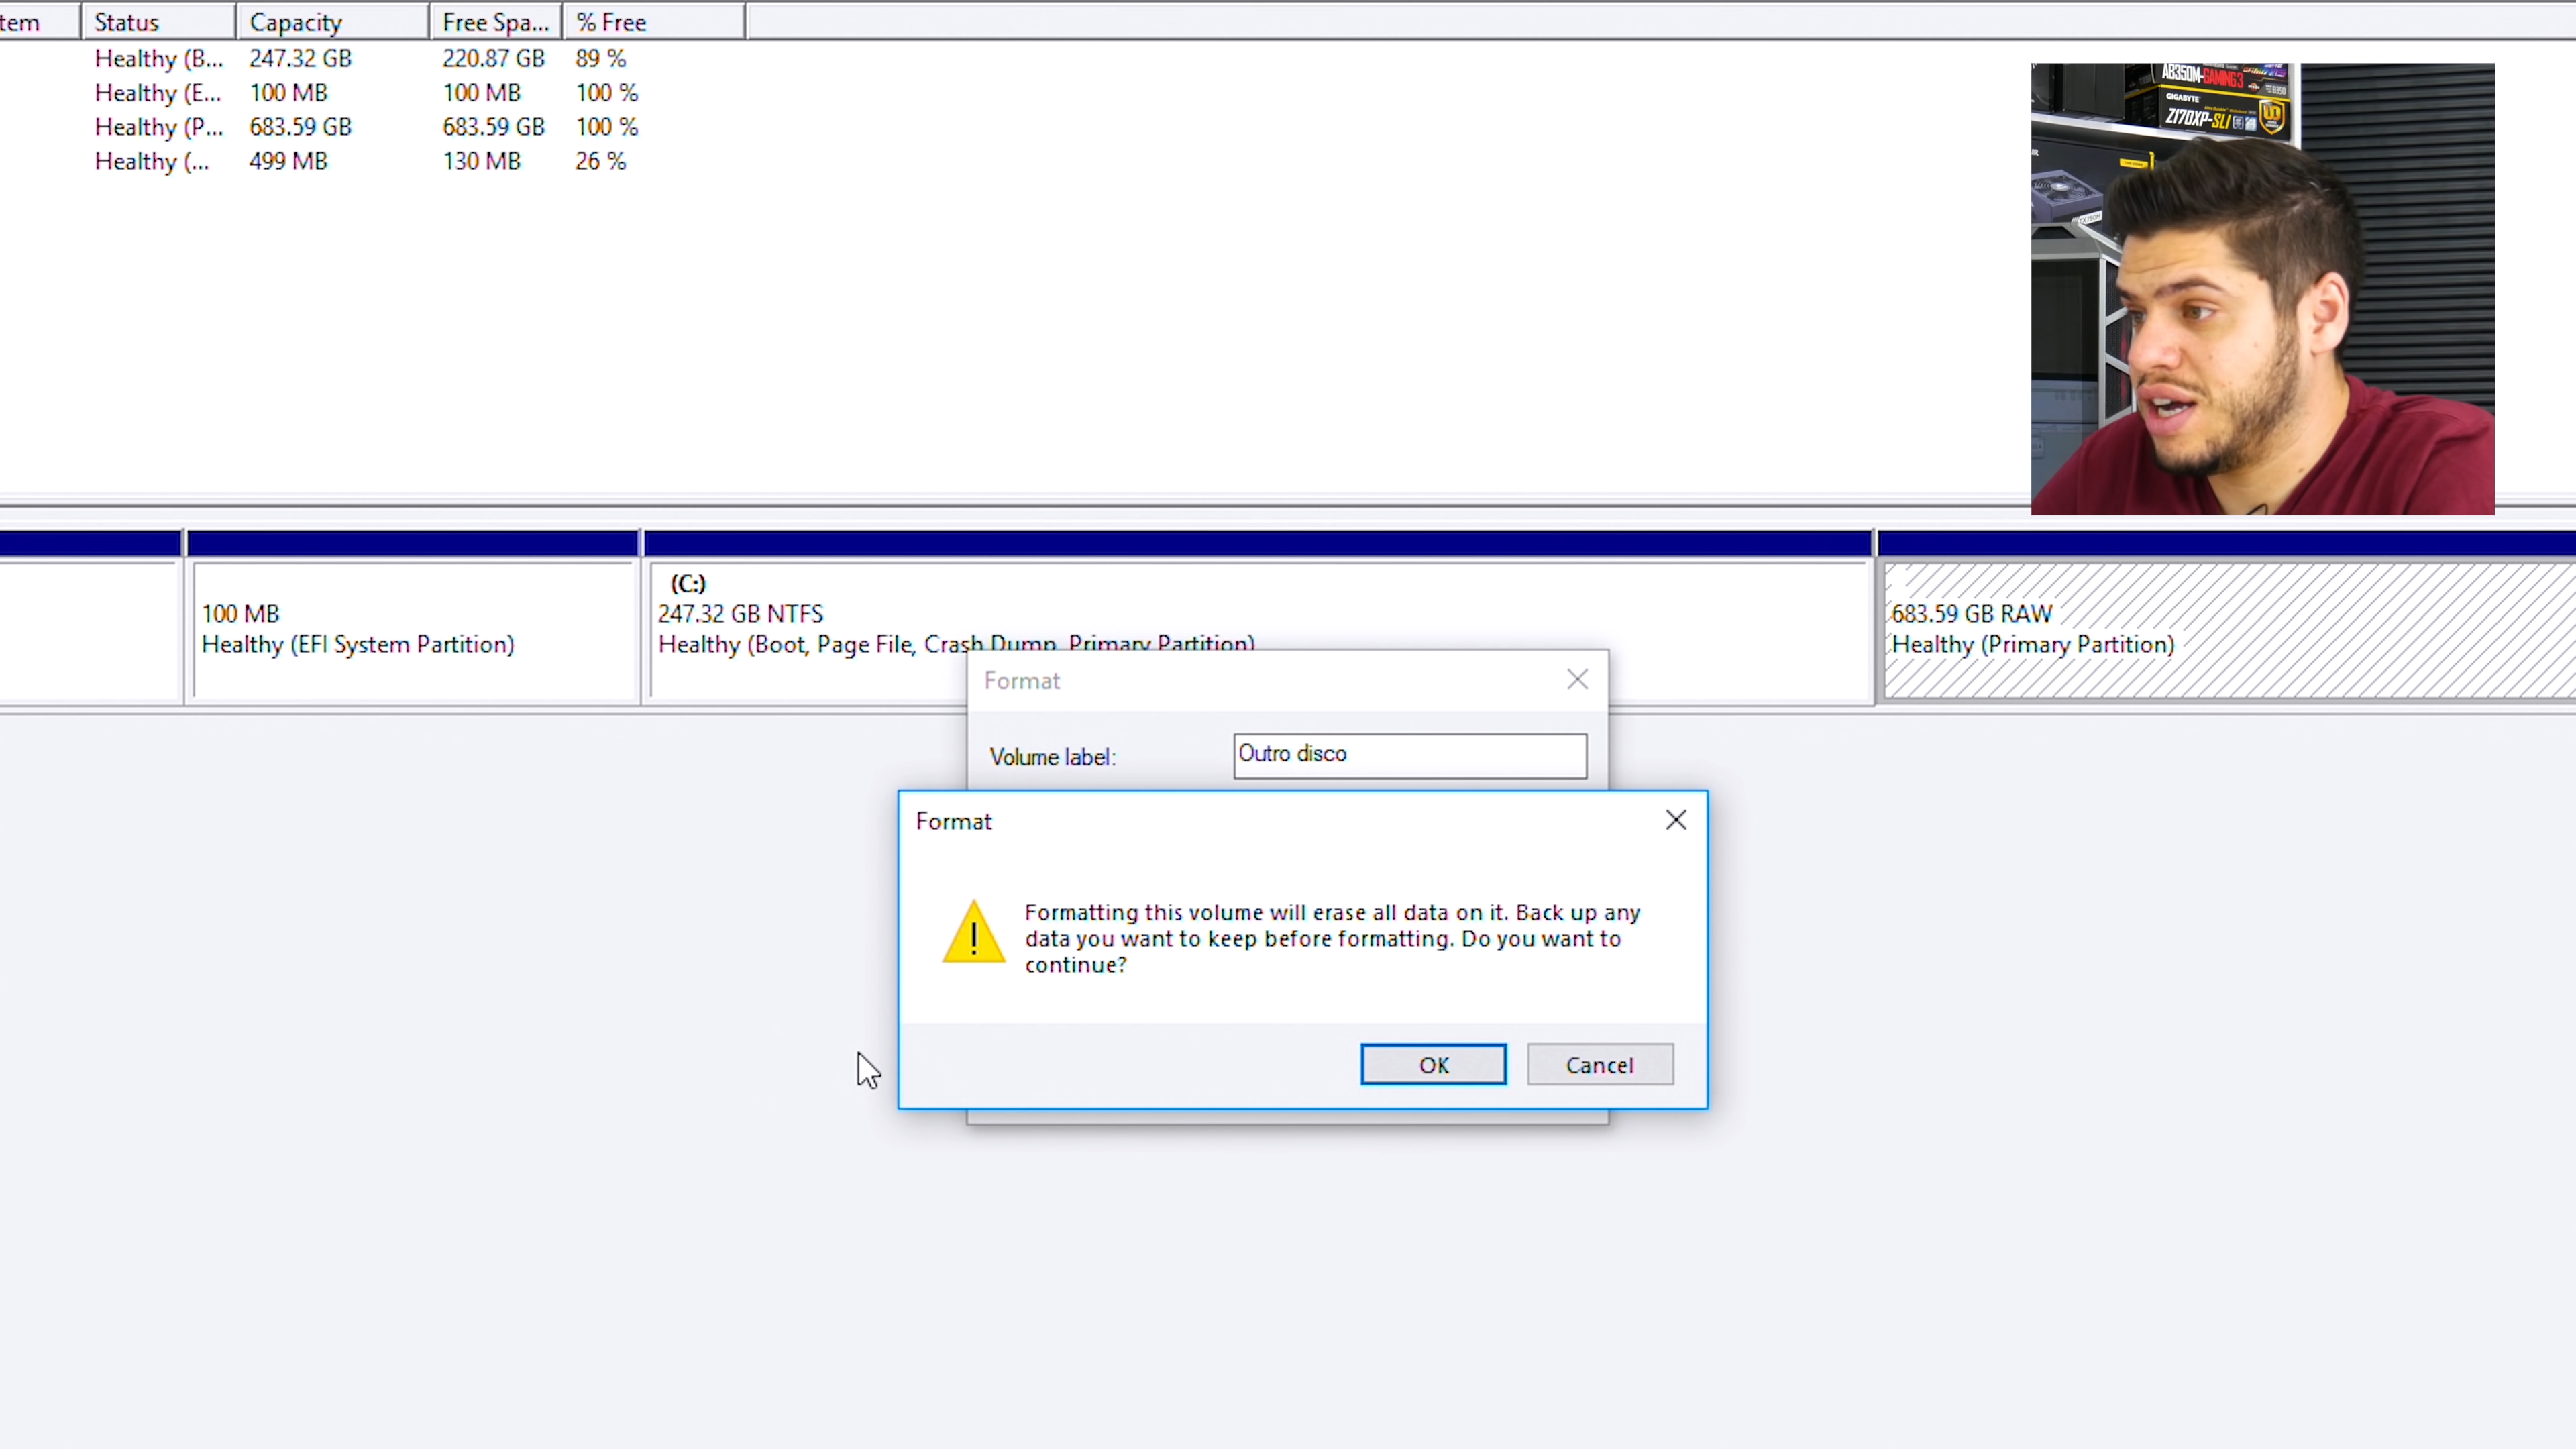 tem Status Capacity Free Spa... % Free
Healthy (B... 247.32 GB 220.87 GB 89 %
Healthy (E... 100 MB 100 MB 100 %
Healthy (P... 683.59 GB 683.59 GB 100 %
Healthy (... 499 MB 130 MB 26 %
AB350M-GAMING3
GIGABYTE
Z170XP-SLI
100 MB
Healthy (EFI System Partition)
(C:)
247.32 GB NTFS
Healthy (Boot, Page File, Crash Dump, Primary Partition)
683.59 GB RAW
Healthy (Primary Partition)
Format
Volume label: Outro disco
Format
Formatting this volume will erase all data on it. Back up any
data you want to keep before formatting. Do you want to
continue?
OK Cancel